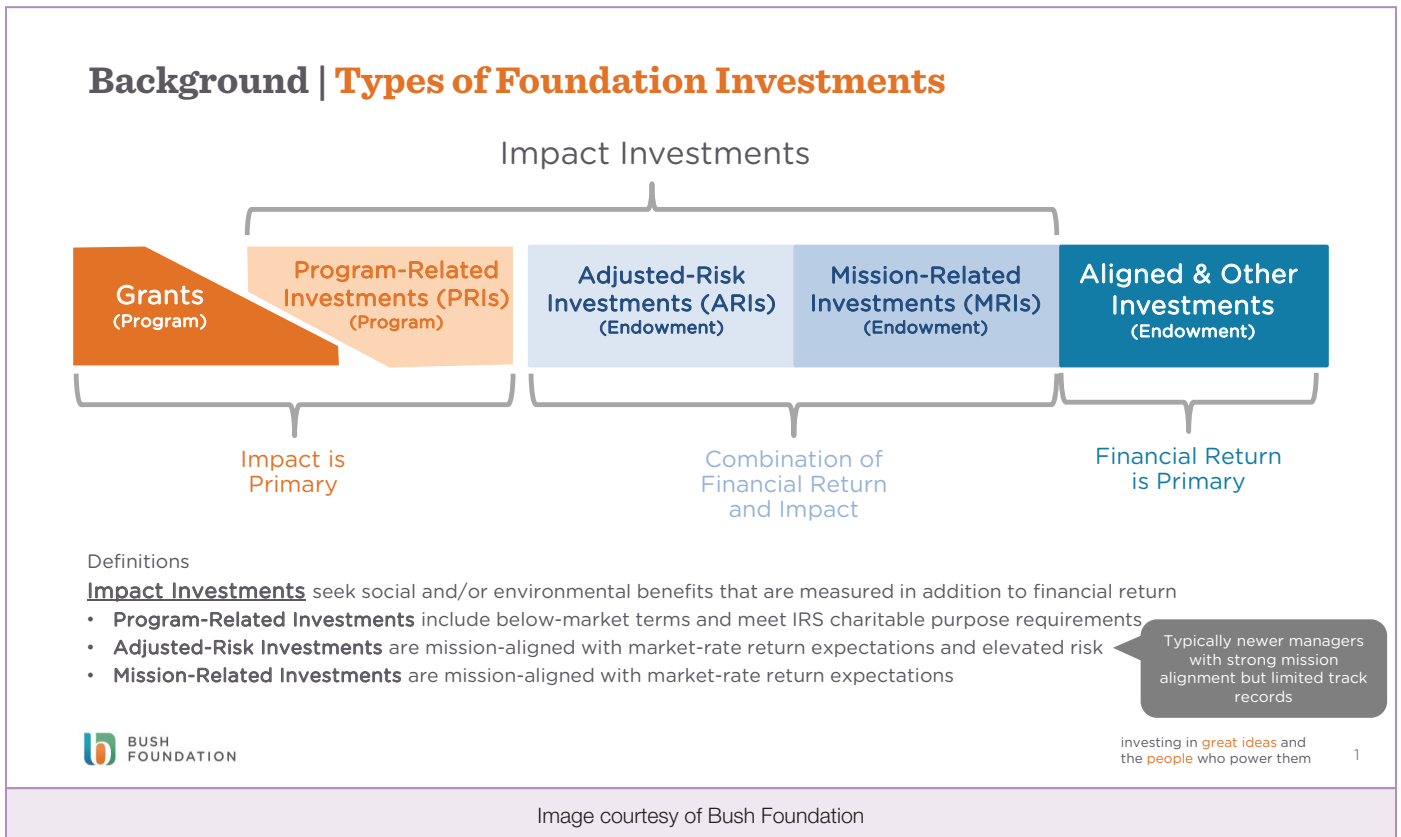 Background | Types of Foundation Investments
Impact Investments
Grants
(Program)
Program-Related
Investments (PRIs)
(Program)
Adjusted-Risk
Investments (ARIs)
(Endowment)
Mission-Related
Investments (MRIs)
(Endowment)
Aligned & Other
Investments
(Endowment)
Impact is
Primary
Combination of
Financial Return
and Impact
Financial Return
is Primary
Definitions
Impact Investments seek social and/or environmental benefits that are measured in addition to financial return
• Program-Related Investments include below-market terms and meet IRS charitable purpose requirements
• Adjusted-Risk Investments are mission-aligned with market-rate return expectations and elevated risk
• Mission-Related Investments are mission-aligned with market-rate return expectations
Typically newer managers
with strong mission
alignment but limited track
records
BUSH
FOUNDATION
investing in great ideas and
the people who power them
1
Image courtesy of Bush Foundation